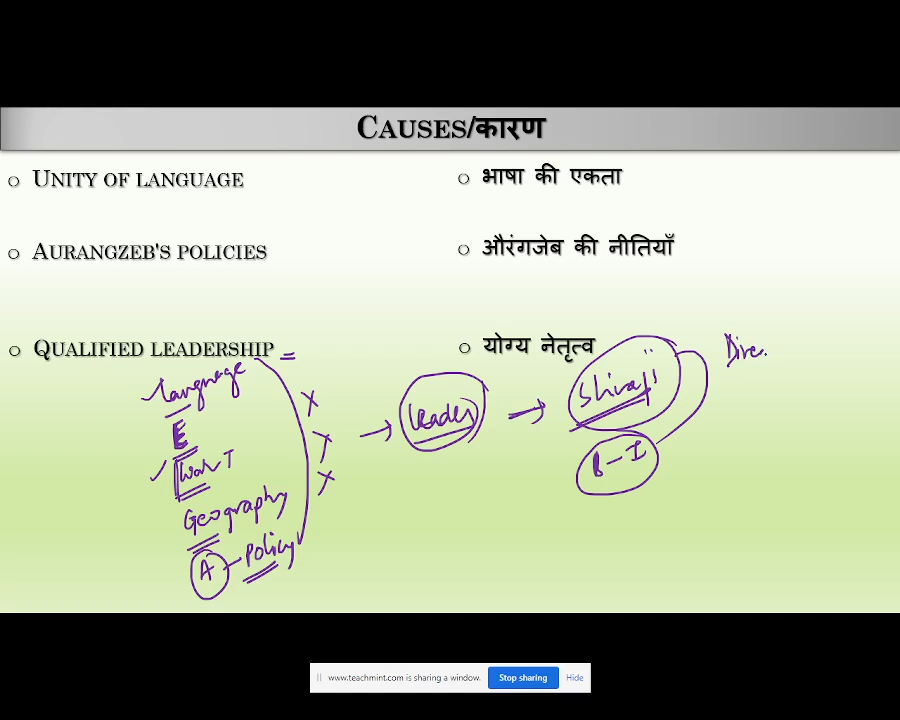 CAUSES/कारण
UNITY OF LANGUAGE
भाषा की एकता
AURANGZEB'S POLICIES
औरंगजेब की नीतियाँ
QUALIFIED LEADERSHIP =
योग्य नेतृत्व
Language
E
War T
Geography
A - Policy
X
X
→ leader → Shivaji
B-I
www.teachmint.com is sharing a window.
Stop sharing
Hide